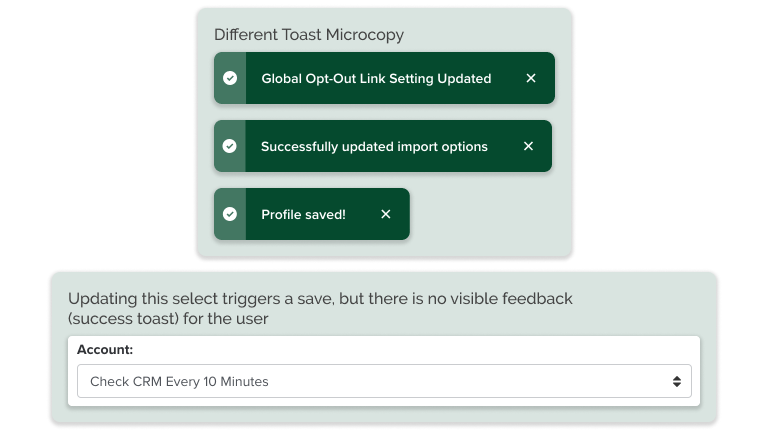 Different Toast Microcopy
Global Opt-Out Link Setting Updated
Successfully updated import options
Profile saved!
Updating this select triggers a save, but there is no visible feedback
(success toast) for the user
Account:
Check CRM Every 10 Minutes